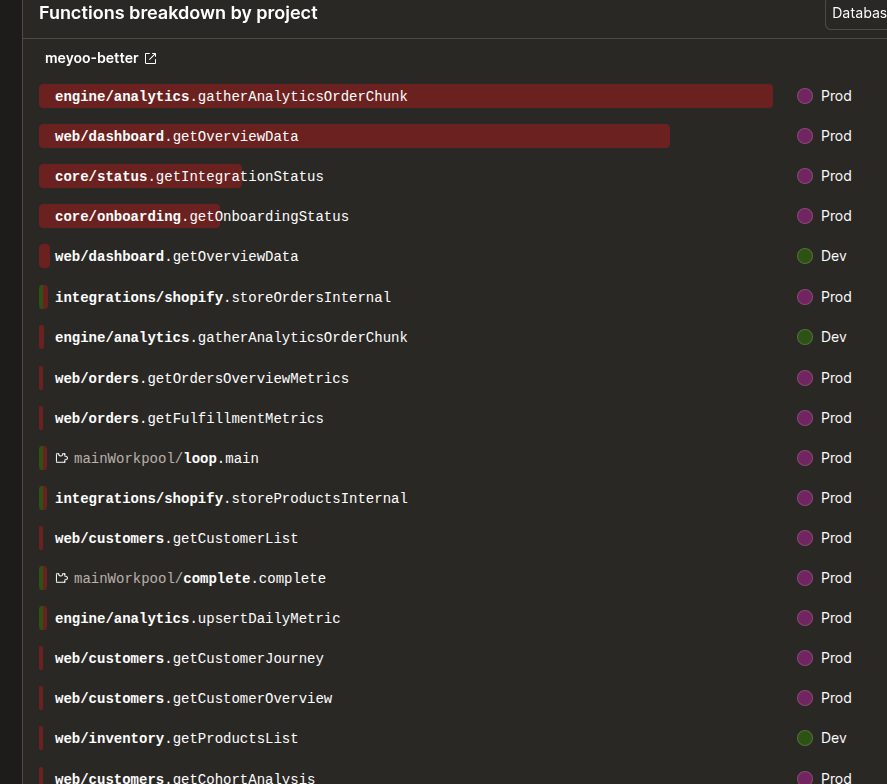 Functions breakdown by project
Databas
meyoo-better
engine/analytics.gatherAnalyticsOrderChunk Prod
web/dashboard.getOverviewData Prod
core/status.getIntegrationStatus Prod
core/onboarding.getOnboardingStatus Prod
web/dashboard.getOverviewData Dev
integrations/shopify.storeOrdersInternal Prod
engine/analytics.gatherAnalyticsOrderChunk Dev
web/orders.getOrdersOverviewMetrics Prod
web/orders.getFulfillmentMetrics Prod
mainWorkpool/loop.main Prod
integrations/shopify.storeProductsInternal Prod
web/customers.getCustomerList Prod
mainWorkpool/complete.complete Prod
engine/analytics.upsertDailyMetric Prod
web/customers.getCustomerJourney Prod
web/customers.getCustomerOverview Prod
web/inventory.getProductsList Dev
web/customers.getCohortAnalysis Prod